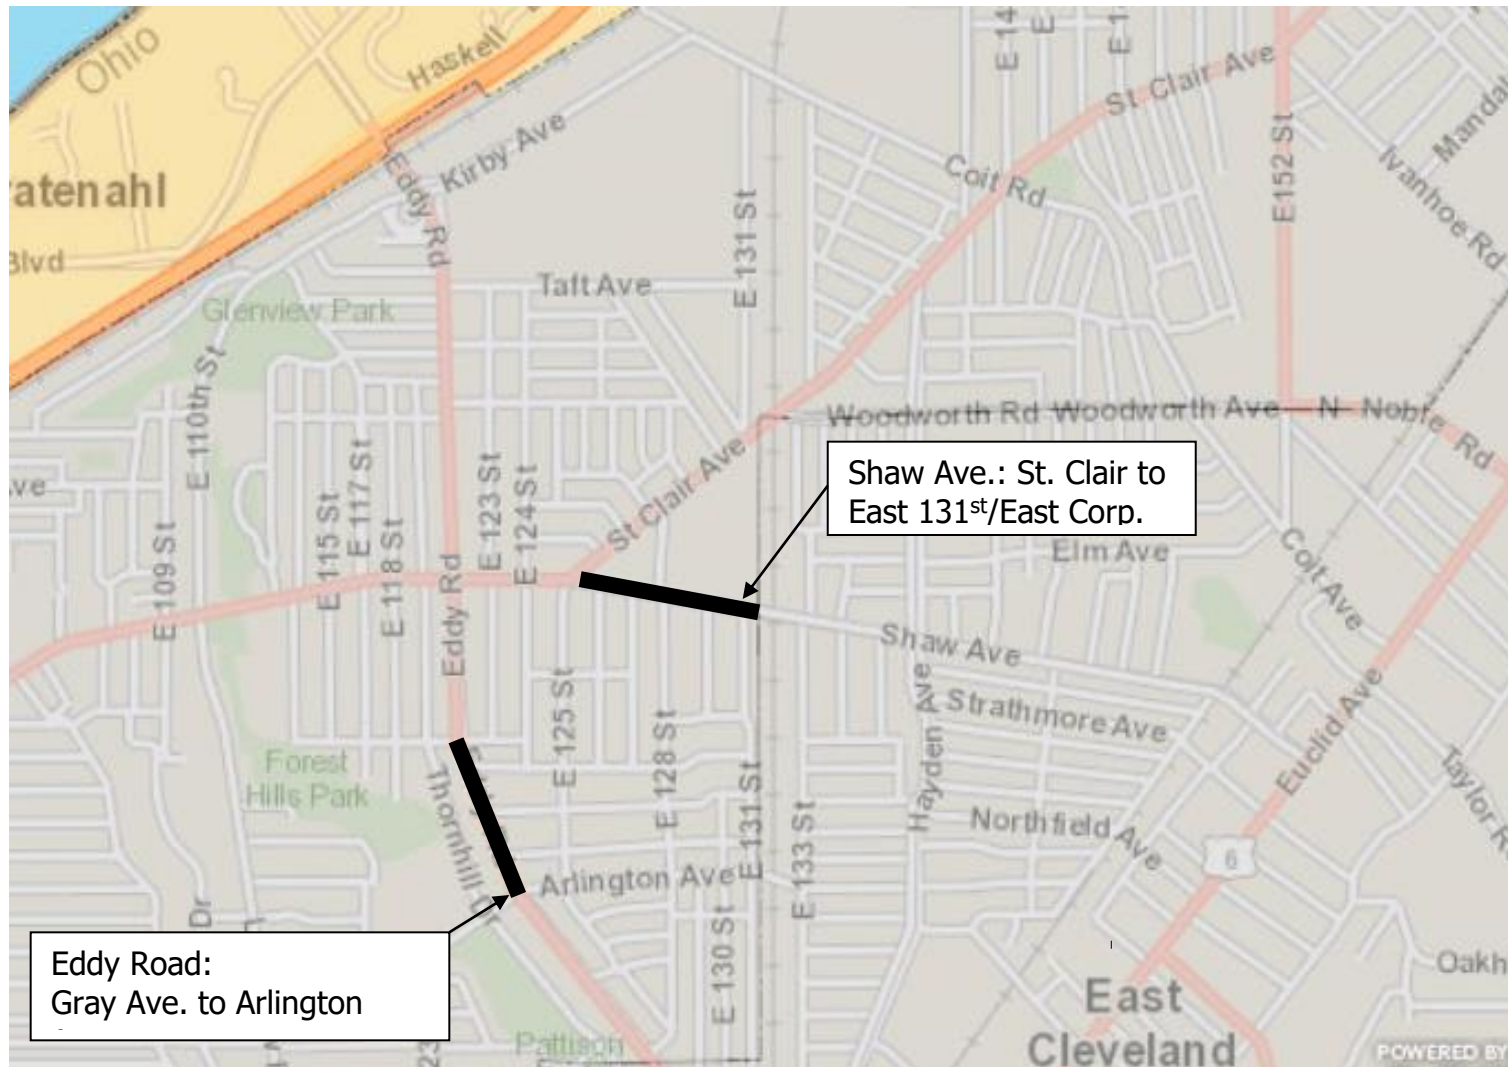 Ohio
Haskell
E 14
E
E 1
St Clair Ave
E 152 St
Ivanhoe Rd
Kirby Ave
Eddy Rd
Coit Rd
atenahl
Blvd
E 131 St
Taft Ave
Glenview Park
E 110th St
Woodworth Rd
Woodworth Ave
N Noble Rd
ve
E 109 St
E 115 St
E 117 St
E 118 St
E 123 St
E 124 St
St Clair Ave
Eddy Rd
Shaw Ave.: St. Clair to
East 131st/East Corp.
Elm Ave
Coit Ave
Shaw Ave
Strathmore Ave
Hayden Ave
Euclid Ave
Forest
Hills Park
Thornhill D
E 125 St
E 128 St
E 131 St
E 133 St
Northfield Ave
6
Arlington Ave
E 130 St
Dr
Eddy Road:
Gray Ave. to Arlington
Pattison
Oakh
East
Cleveland
POWERED BY